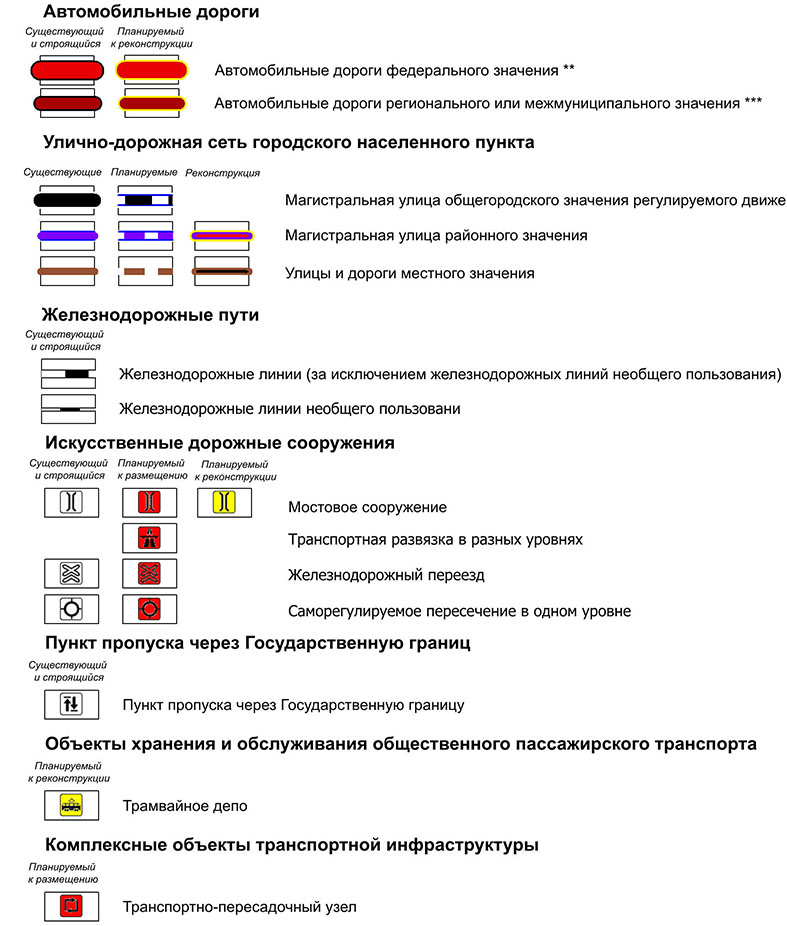 Автомобильные дороги
Существующий Планируемый
и строящийся к реконструкции
Автомобильные дороги федерального значения **
Автомобильные дороги регионального или межмуниципального значения ***
Улично-дорожная сеть городского населенного пункта
Существующие Планируемые Реконструкция
Магистральная улица общегородского значения регулируемого движе
Магистральная улица районного значения
Улицы и дороги местного значения
Железнодорожные пути
Существующий
и строящийся
Железнодорожные линии (за исключением железнодорожных линий необщего пользования)
Железнодорожные линии необщего пользовани
Искусственные дорожные сооружения
Существующий Планируемый Планируемый
и строящийся к размещению к реконструкции
Мостовое сооружение
Транспортная развязка в разных уровнях
Железнодорожный переезд
Саморегулируемое пересечение в одном уровне
Пункт пропуска через Государственную границ
Существующий
и строящийся
Пункт пропуска через Государственную границу
Объекты хранения и обслуживания общественного пассажирского транспорта
Планируемый
к реконструкции
Трамвайное депо
Комплексные объекты транспортной инфраструктуры
Планируемый
к размещению
Транспортно-пересадочный узел